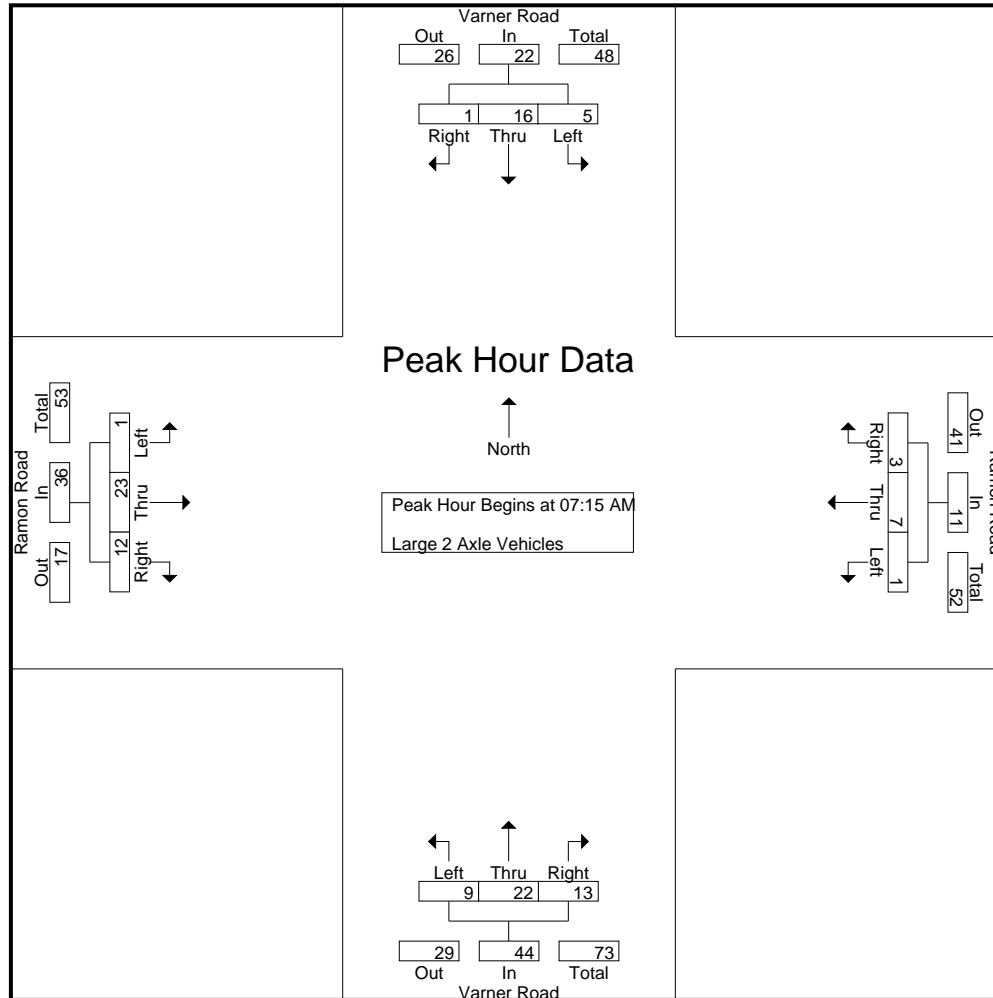 Varner Road
Out In Total
26 22 48
1 16 5
Right Thru Left
Peak Hour Data
North
Peak Hour Begins at 07:15 AM
Large 2 Axle Vehicles
Ramon Road
Total In Out
53 36 17
1 23 12
Left Thru Right
Right Thru Left
3 7 1
41 11 52
Out In Total
Ramon Road
Left Thru Right
9 22 13
29 44 73
Out In Total
Varner Road